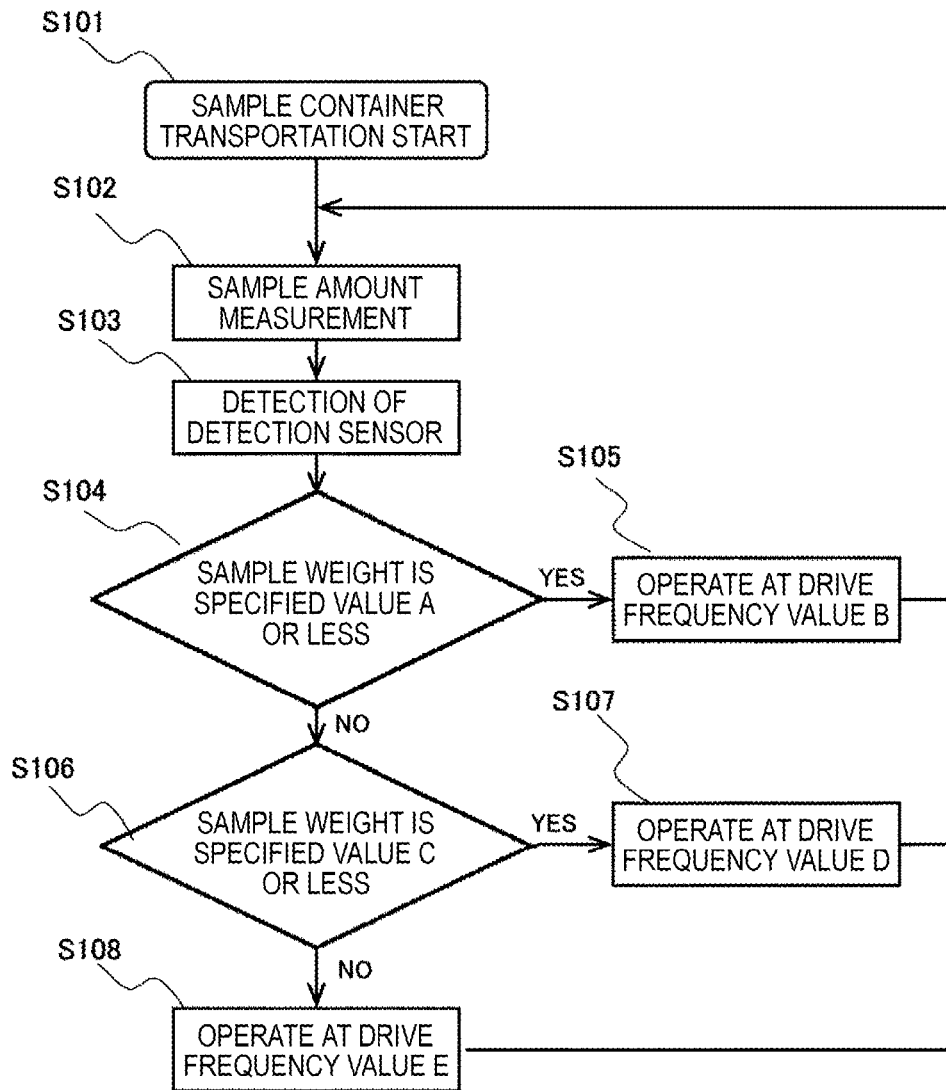 S101
SAMPLE CONTAINER
TRANSPORTATION START
S102
SAMPLE AMOUNT
MEASUREMENT
S103
DETECTION OF
DETECTION SENSOR
S104
SAMPLE WEIGHT IS
SPECIFIED VALUE A
OR LESS
YES
S105
OPERATE AT DRIVE
FREQUENCY VALUE B
NO
S106
SAMPLE WEIGHT IS
SPECIFIED VALUE C
OR LESS
YES
S107
OPERATE AT DRIVE
FREQUENCY VALUE D
NO
S108
OPERATE AT DRIVE
FREQUENCY VALUE E